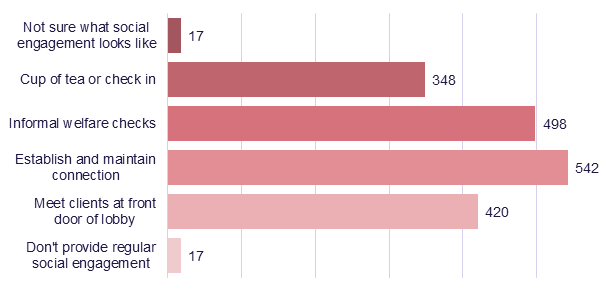 Not sure what social
engagement looks like
17
Cup of tea or check in
348
Informal welfare checks
498
Establish and maintain
connection
542
Meet clients at front
door of lobby
420
Don't provide regular
social engagement
17